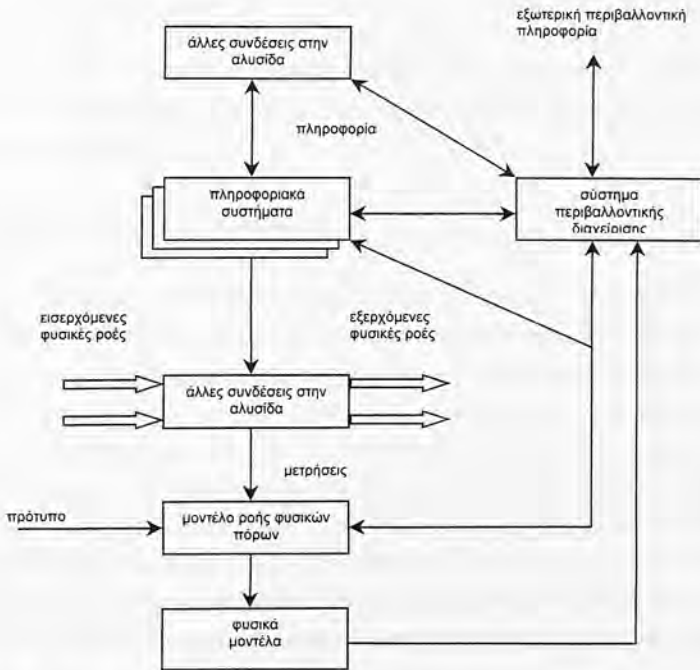 εξωτερική περιβαλλοντική
πληροφορία
άλλες συνδέσεις στην
αλυσίδα
πληροφορία
πληροφοριακά
συστήματα
σύστημα
περιβαλλοντικής
διαχείρισης
εισερχόμενες
φυσικές ροές
εξερχόμενες
φυσικές ροές
άλλες συνδέσεις στην
αλυσίδα
μετρήσεις
πρότυπο
μοντέλο ροής φυσικών
πόρων
φυσικά
μοντέλα